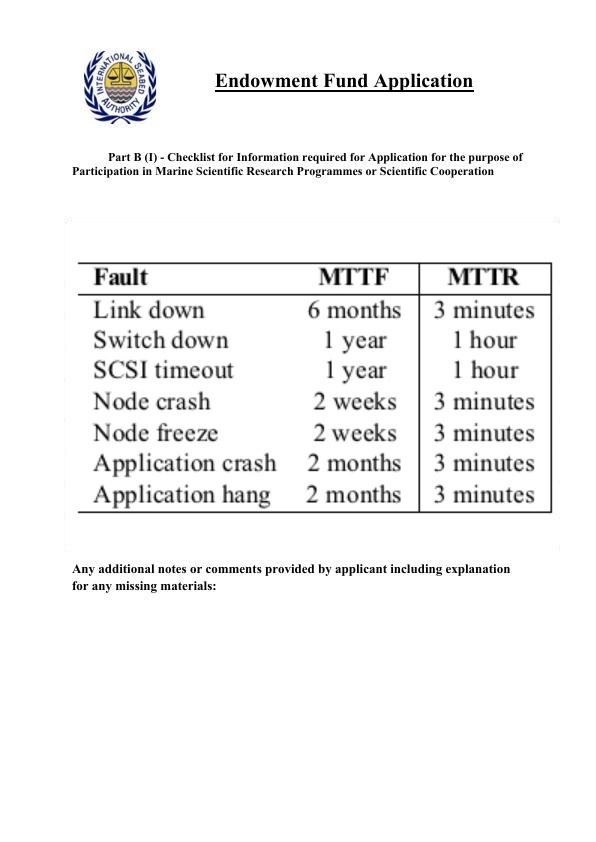 INTERNATIONAL SEABED AUTHORITY
Endowment Fund Application
Part B (I) - Checklist for Information required for Application for the purpose of
Participation in Marine Scientific Research Programmes or Scientific Cooperation
Fault MTTF MTTR
Link down 6 months 3 minutes
Switch down 1 year 1 hour
SCSI timeout 1 year 1 hour
Node crash 2 weeks 3 minutes
Node freeze 2 weeks 3 minutes
Application crash 2 months 3 minutes
Application hang 2 months 3 minutes
Any additional notes or comments provided by applicant including explanation
for any missing materials: